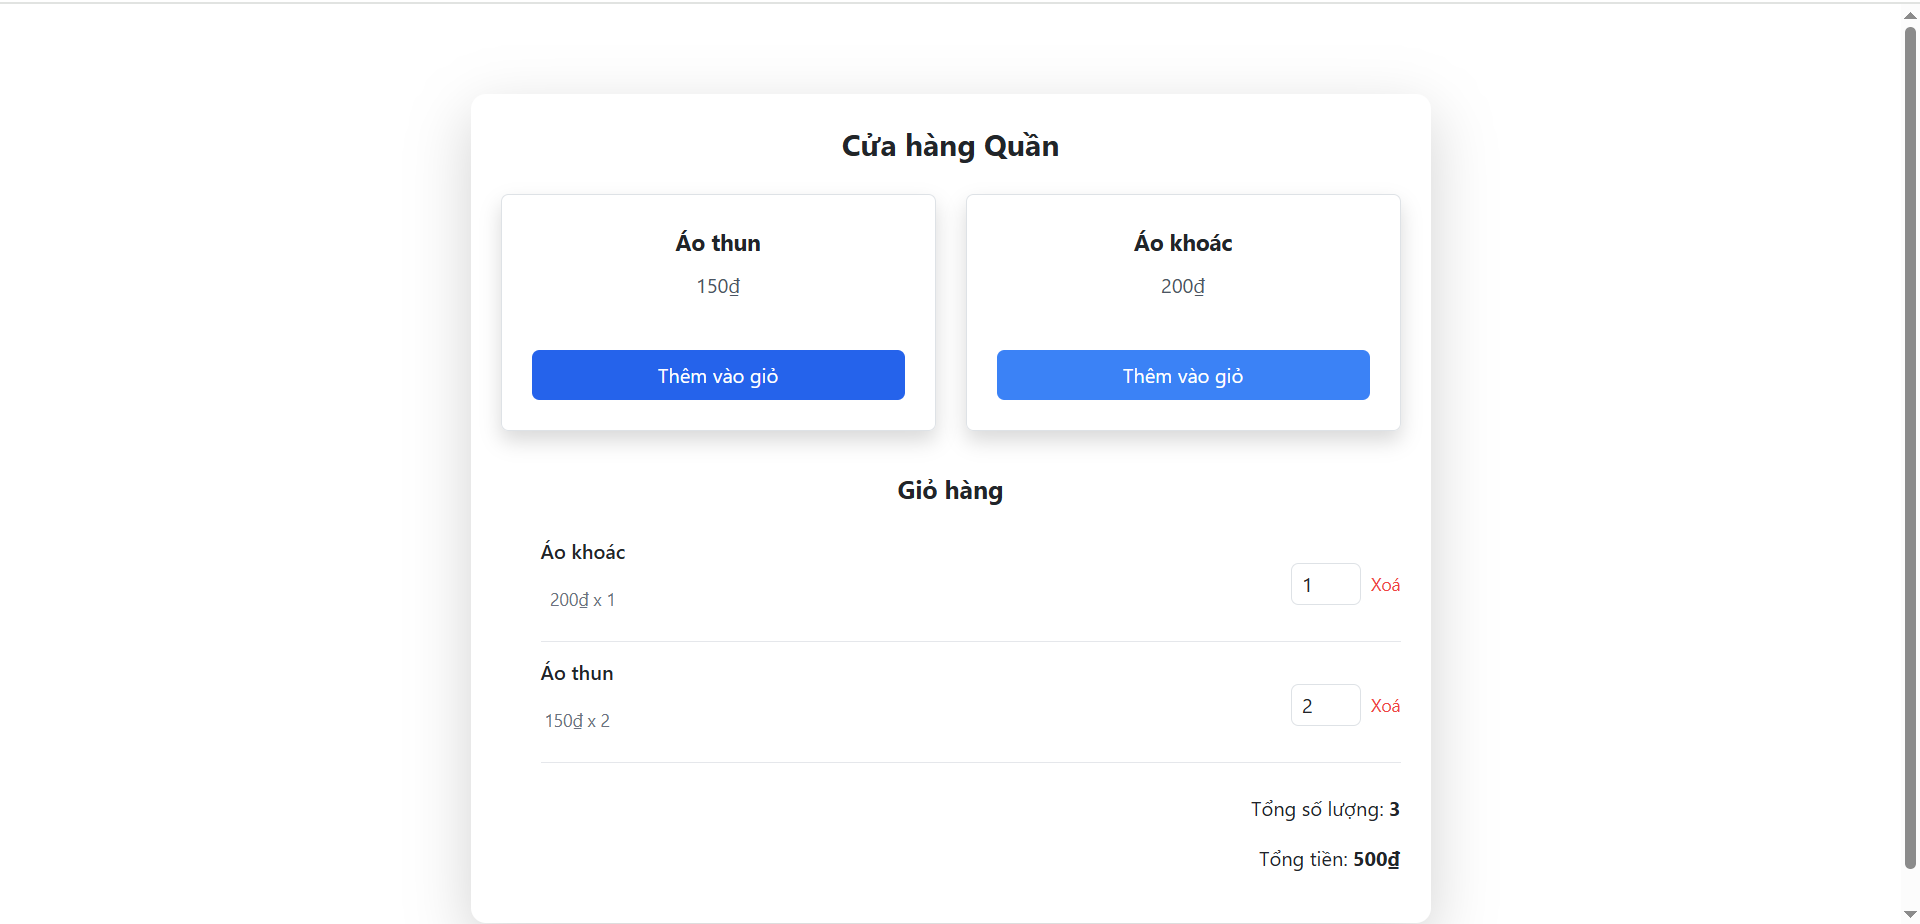 Cửa hàng Quần
Áo thun
150₫
Thêm vào giỏ
Áo khoác
200₫
Thêm vào giỏ
Giỏ hàng
Áo khoác
200₫ x 1
1 Xoá
Áo thun
150₫ x 2
2 Xoá
Tổng số lượng: 3
Tổng tiền: 500₫